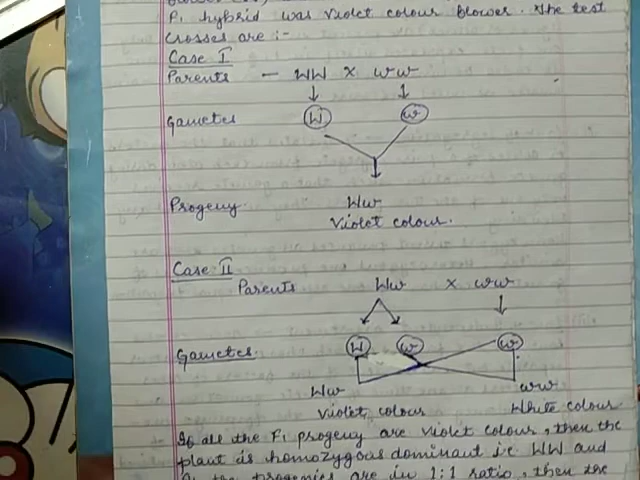 F₁ hybrid was violet colour blower. The test
crosses are :-
Case I
Parents - WW x ww
Gametes W w
Progeny. Ww
Violet colour.
Case II
Parents Ww x ww
Gametes. W w w
Ww ww
Violet colour White colour
If all the F₁ progeny are violet colour, then the
plant is homozygous dominant i.e. WW and
the progenies are in 1:1 ratio, then the